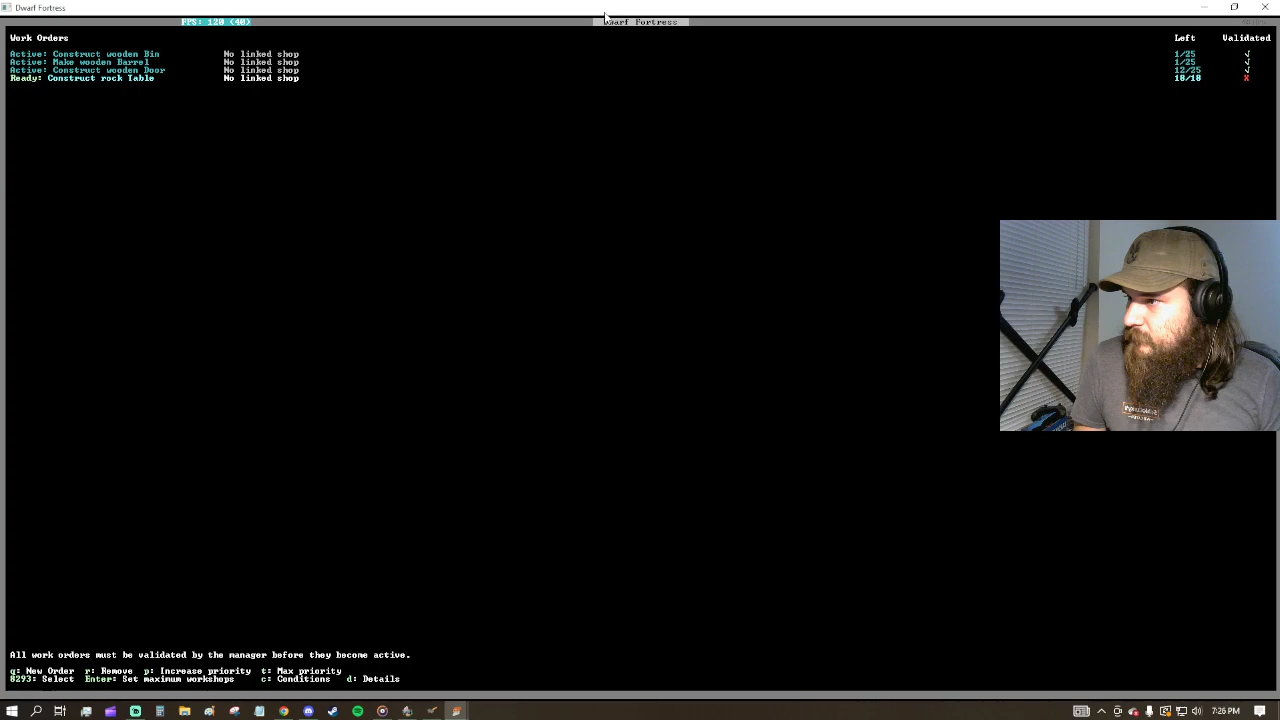 Dwarf Fortress
FPS: 120 (40)
Dwarf Fortress
Work Orders
Left
Validated
Active: Construct wooden Bin
No linked shop
1/25
√
Active: Make wooden Barrel
No linked shop
1/25
√
Active: Construct wooden Door
No linked shop
12/25
√
Ready: Construct rock Table
No linked shop
18/18
X
All work orders must be validated by the manager before they become active.
q: New Order r: Remove p: Increase priority t: Max priority
8293: Select Enter: Set maximum workshops c: Conditions d: Details
7:26 PM